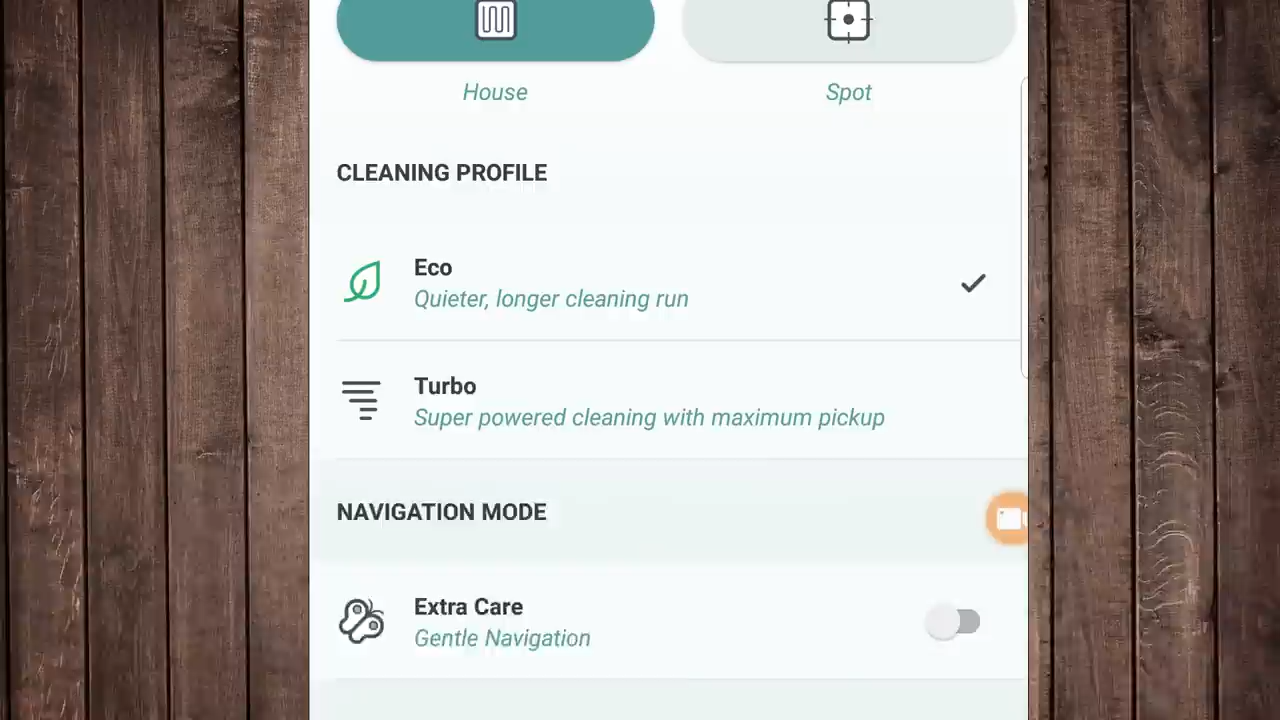 House
Spot
CLEANING PROFILE
Eco
Quieter, longer cleaning run
Turbo
Super powered cleaning with maximum pickup
NAVIGATION MODE
Extra Care
Gentle Navigation